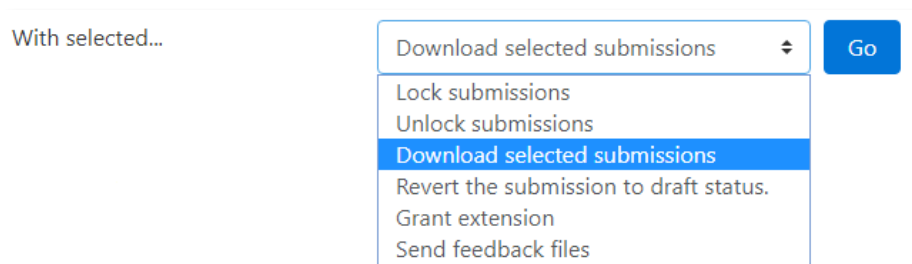 With selected...
Download selected submissions
Go
Lock submissions
Unlock submissions
Download selected submissions
Revert the submission to draft status.
Grant extension
Send feedback files